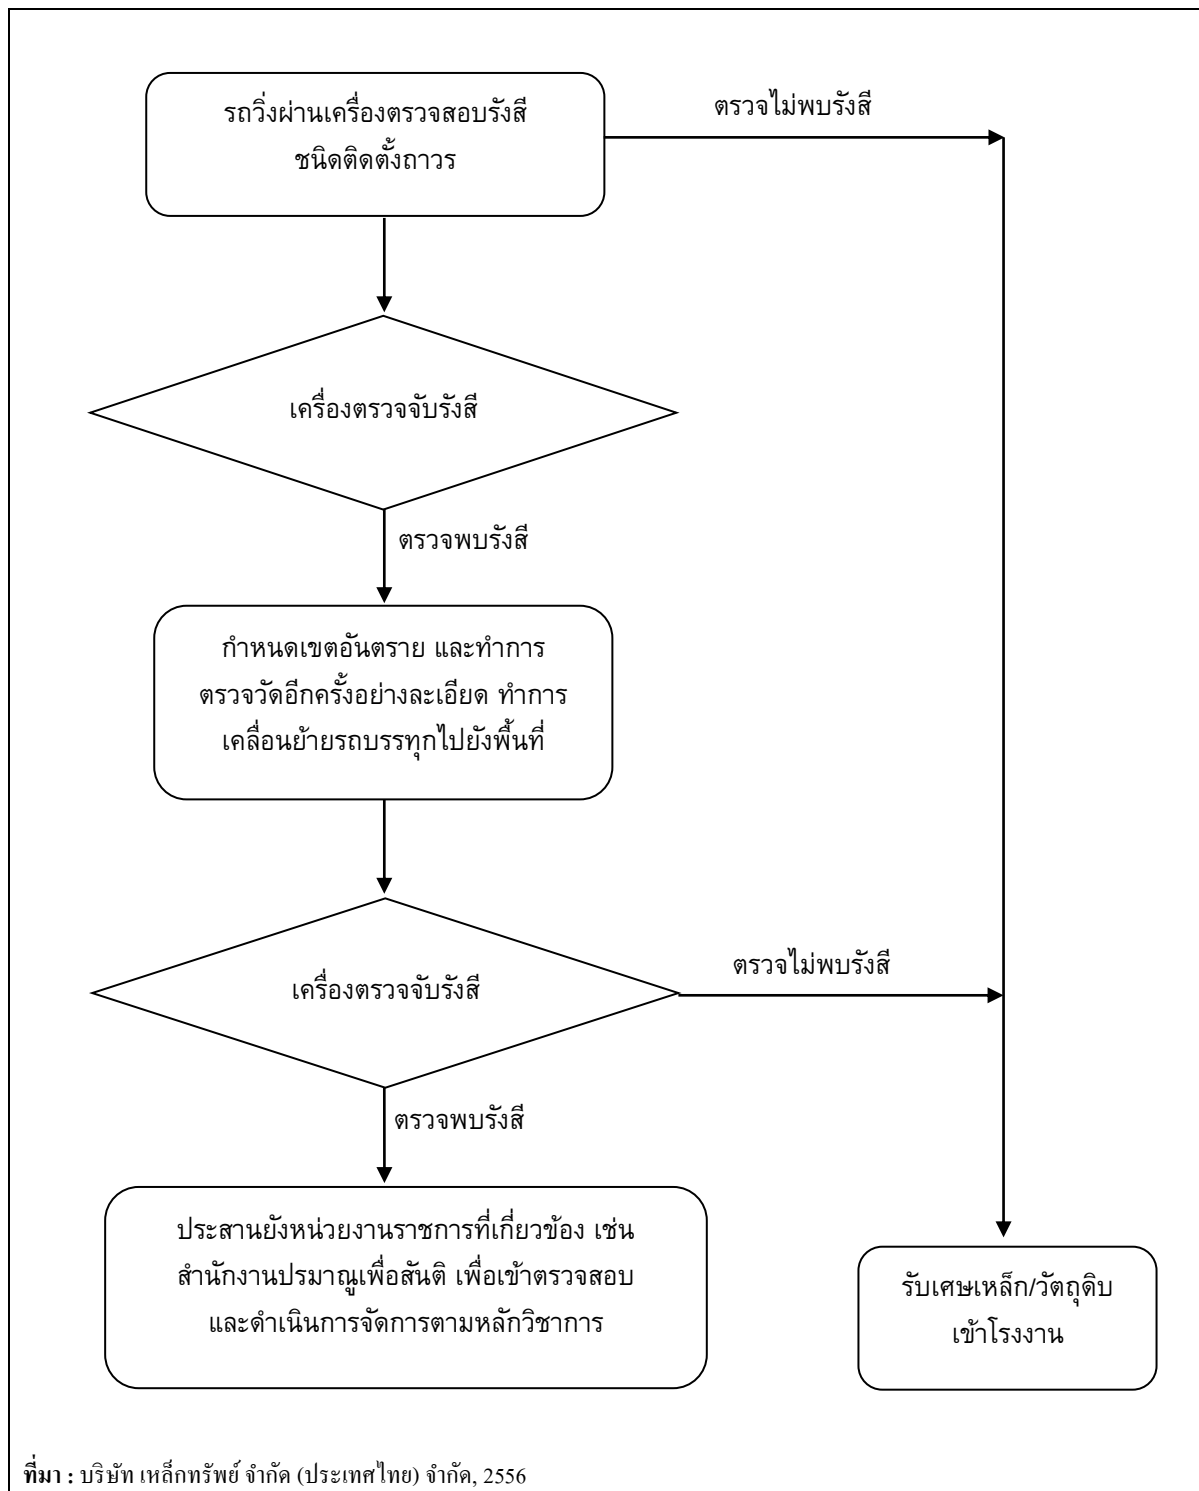 รถวิ่งผ่านเครื่องตรวจสอบรังสี
ชนิดติดตั้งถาวร
ตรวจไม่พบรังสี
เครื่องตรวจจับรังสี
ตรวจพบรังสี
กำหนดเขตอันตราย และทำการ
ตรวจวัดอีกครั้งอย่างละเอียด ทำการ
เคลื่อนย้ายรถบรรทุกไปยังพื้นที่
เครื่องตรวจจับรังสี
ตรวจไม่พบรังสี
ตรวจพบรังสี
ประสานยังหน่วยงานราชการที่เกี่ยวข้อง เช่น
สำนักงานปรมาณูเพื่อสันติ เพื่อเข้าตรวจสอบ
และดำเนินการจัดการตามหลักวิชาการ
รับเศษเหล็ก/วัตถุดิบ
เข้าโรงงาน
ที่มา : บริษัท เหล็กทรัพย์ จำกัด (ประเทศไทย) จำกัด, 2556